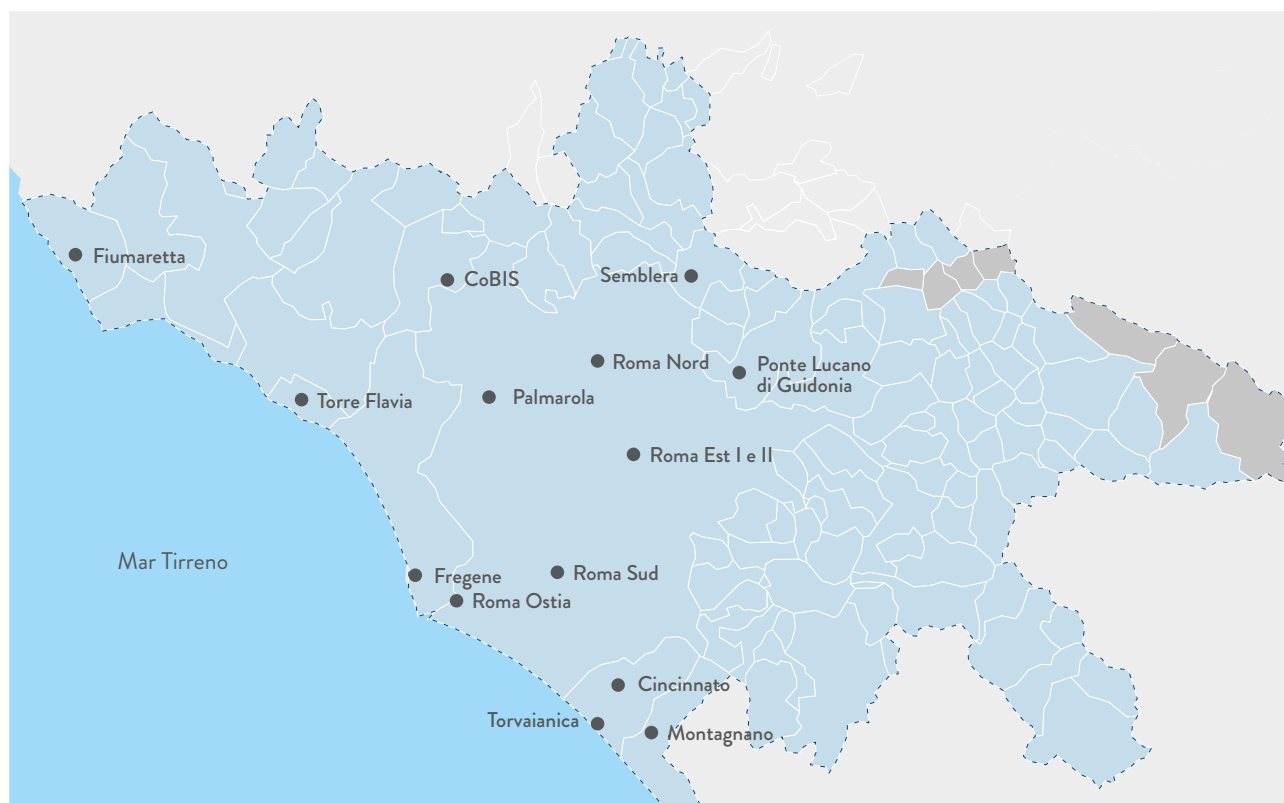 Fiumaretta
CoBIS
Semblera
Roma Nord
Ponte Lucano
di Guidonia
Palmarola
Torre Flavia
Roma Est I e II
Mar Tirreno
Fregene
Roma Sud
Roma Ostia
Cincinnato
Torvaianica
Montagnano